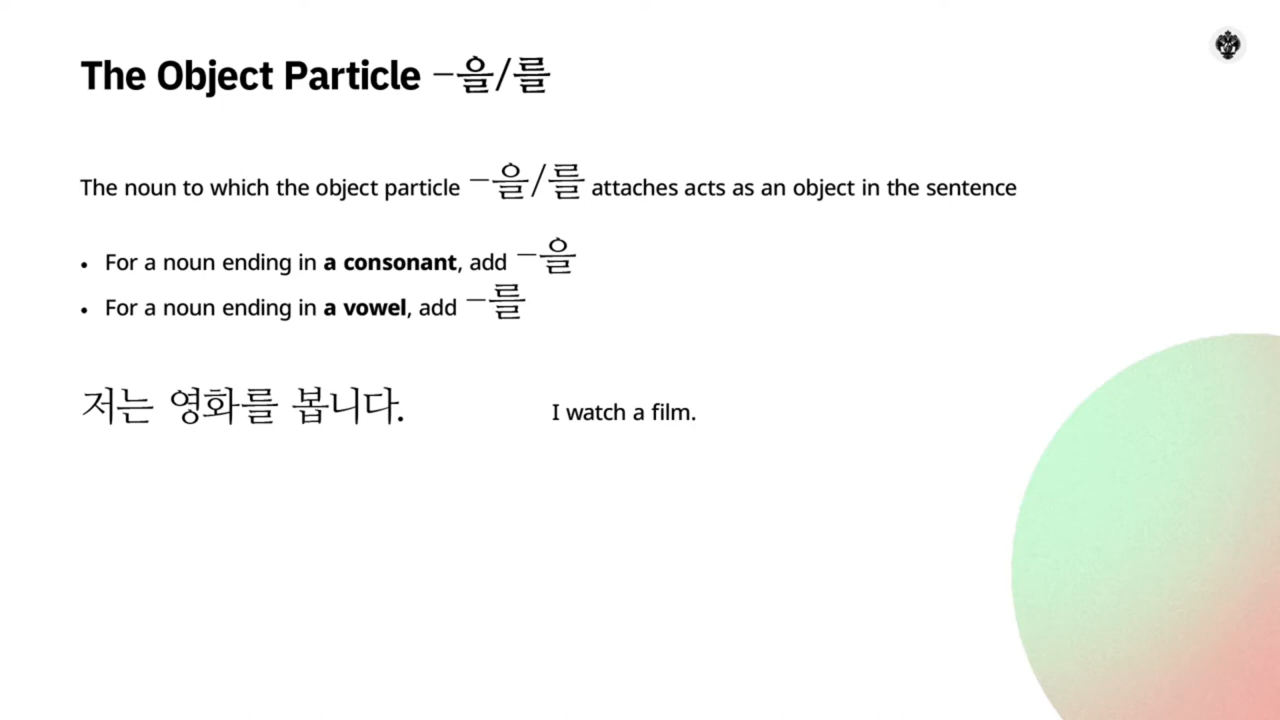 The Object Particle –을/를
The noun to which the object particle –을/를 attaches acts as an object in the sentence
• For a noun ending in a consonant, add –을
• For a noun ending in a vowel, add –를
저는 영화를 봅니다. I watch a film.